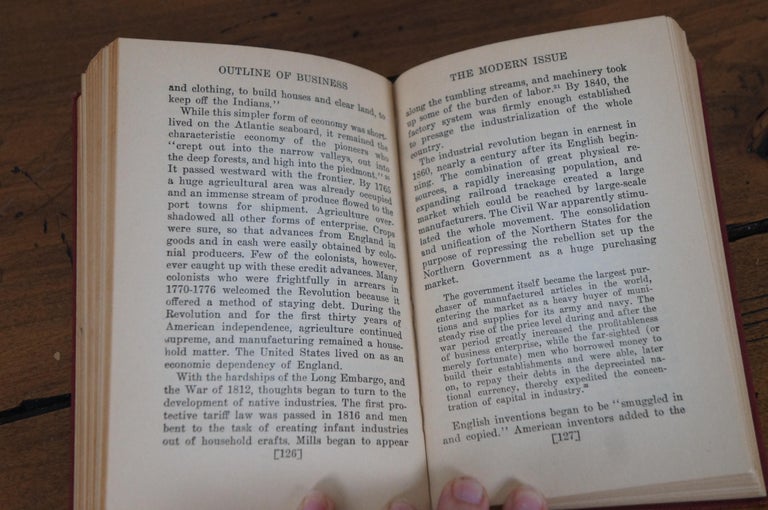 OUTLINE OF BUSINESS
and clothing, to build houses and clear land, to
keep off the Indians."
While this simpler form of economy was short-
lived on the Atlantic seaboard, it remained the
characteristic economy of the pioneers who
"crept out into the narrow valleys, out into
the deep forests, and high into the piedmont."
It passed westward with the frontier. By 1765
a huge agricultural area was already occupied
and an immense stream of produce flowed to the
port towns for shipment. Agriculture over-
shadowed all other forms of enterprise. Crops
were sure, so that advances from England in
goods and in cash were easily obtained by colo-
nial producers. Few of the colonists, however,
ever caught up with these credit advances. Many
colonists who were frightfully in arrears in
1770-1776 welcomed the Revolution because it
offered a method of staying debt. During the
Revolution and for the first thirty years of
American independence, agriculture continued
supreme, and manufacturing remained a house-
hold matter. The United States lived on as an
economic dependency of England.
With the hardships of the Long Embargo, and
the War of 1812, thoughts began to turn to the
development of native industries. The first pro-
tective tariff law was passed in 1816 and men
bent to the task of creating infant industries
out of household crafts. Mills began to appear
[126]
THE MODERN ISSUE
along the tumbling streams, and machinery took
up some of the burden of labor.²¹ By 1840, the
factory system was firmly enough established
to presage the industrialization of the whole
country.
The industrial revolution began in earnest in
1860, nearly a century after its English begin-
ning. The combination of great physical re-
sources, a rapidly increasing population, and
expanding railroad trackage created a large
market which could be reached by large-scale
manufacturers. The Civil War apparently stimu-
lated the whole movement. The consolidation
and unification of the Northern States for the
purpose of repressing the rebellion set up the
Northern Government as a huge purchasing
market.
The government itself became the largest pur-
chaser of manufactured articles in the world,
entering the market as a heavy buyer of muni-
tions and supplies for its army and navy. The
steady rise of the price level during and after the
war period greatly increased the profitableness
of business enterprise, while the far-sighted (or
merely fortunate) men who borrowed money to
build their establishments and were able, later
on, to repay their debts in the depreciated na-
tional currency, thereby expedited the concen-
tration of capital in industry."
English inventions began to be "smuggled in
and copied." American inventors added to the
[127]